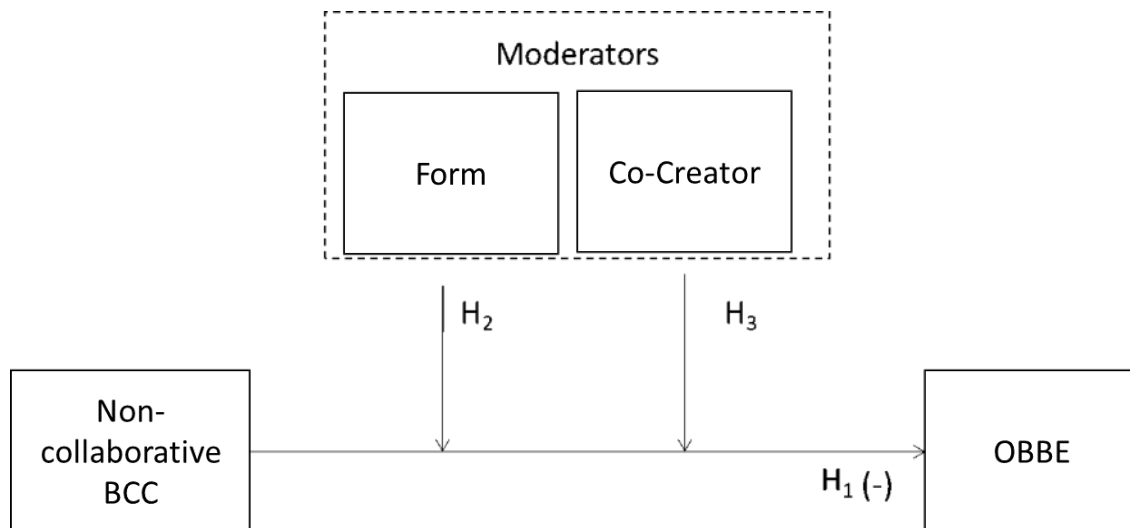 Moderators
Form
Co-Creator
H₂
H₃
Non-
collaborative
BCC
OBBE
H₁ (-)